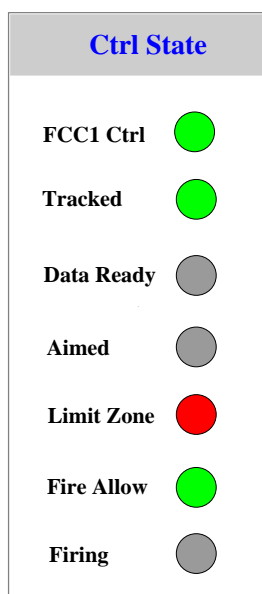 Ctrl State
FCC1 Ctrl
Tracked
Data Ready
Aimed
Limit Zone
Fire Allow
Firing